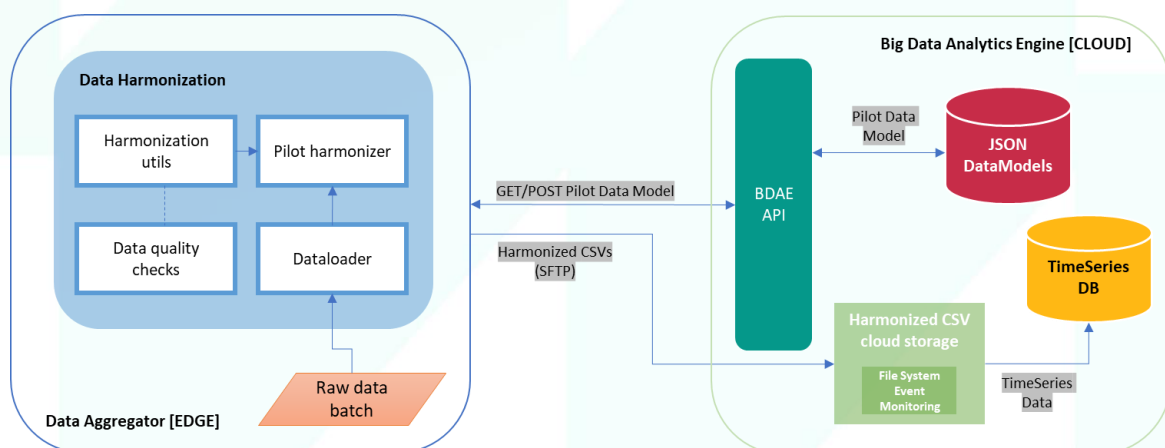 Big Data Analytics Engine [CLOUD]
Data Harmonization
Harmonization
utils
Pilot harmonizer
Data quality
checks
Dataloader
Raw data
batch
Data Aggregator [EDGE]
GET/POST Pilot Data Model
Harmonized CSVs
(SFTP)
BDAE
API
Pilot Data
Model
JSON
DataModels
TimeSeries
DB
Harmonized CSV
cloud storage
File System
Event
Monitoring
TimeSeries
Data